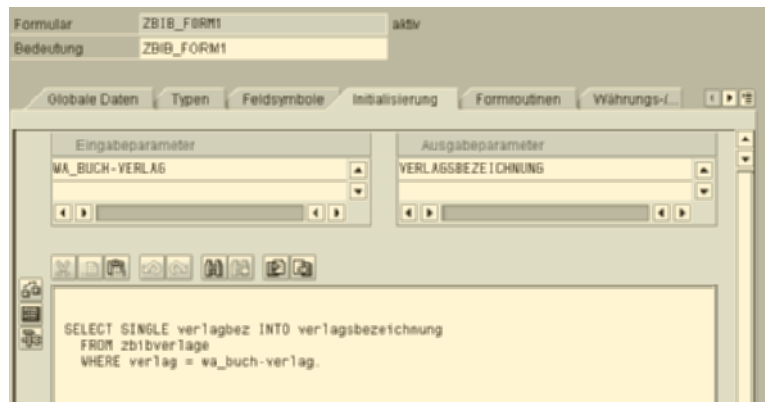 Formular ZBIB_FORM1 aktiv
Bedeutung ZBIB_FORM1
Globale Daten Typen Feldsymbole Initialisierung Formroutinen Währungs-/...
Eingabeparameter Ausgabeparameter
WA_BUCH-VERLAG VERLAGSBEZEICHNUNG
SELECT SINGLE verlagbez INTO verlagsbezeichnung
FROM zbibverlage
WHERE verlag = wa_buch-verlag.